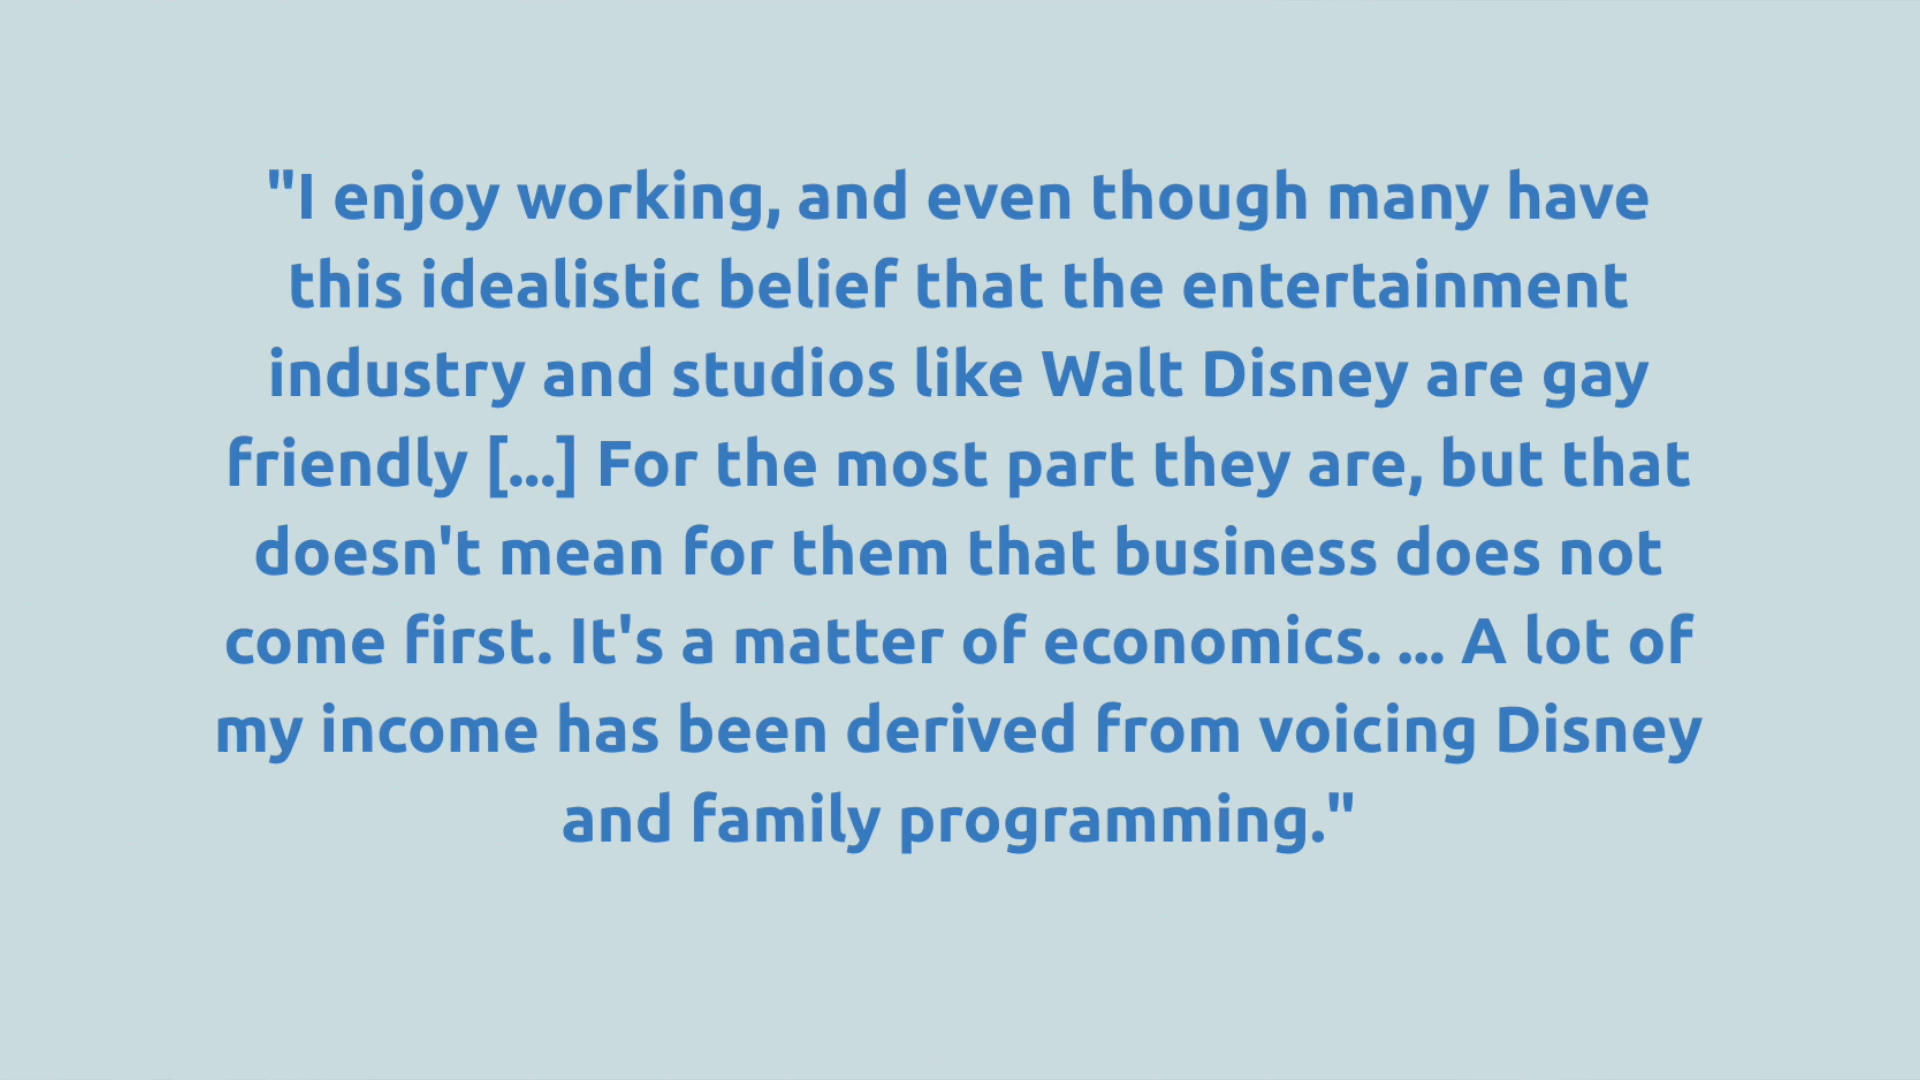 "I enjoy working, and even though many have
this idealistic belief that the entertainment
industry and studios like Walt Disney are gay
friendly [...] For the most part they are, but that
doesn't mean for them that business does not
come first. It's a matter of economics. ... A lot of
my income has been derived from voicing Disney
and family programming."